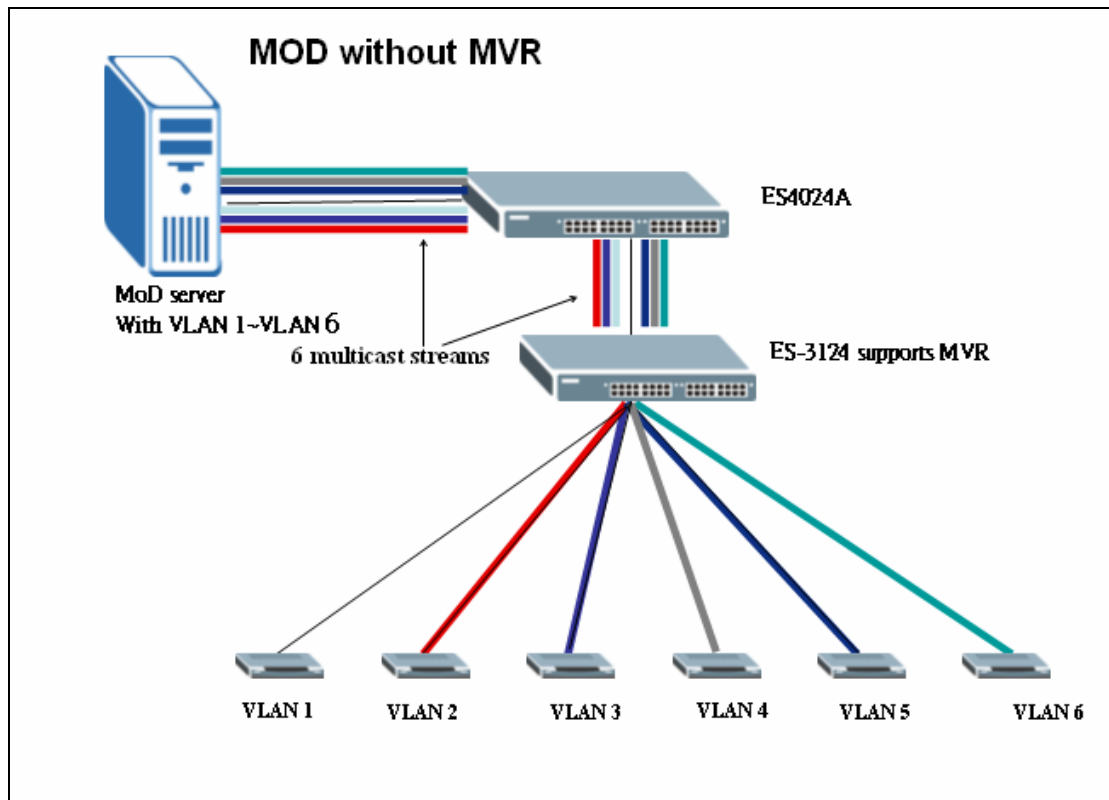 MOD without MVR
ES4024A
MoD server
With VLAN 1~VLAN 6
6 multicast streams
ES-3124 supports MVR
VLAN 1
VLAN 2
VLAN 3
VLAN 4
VLAN 5
VLAN 6